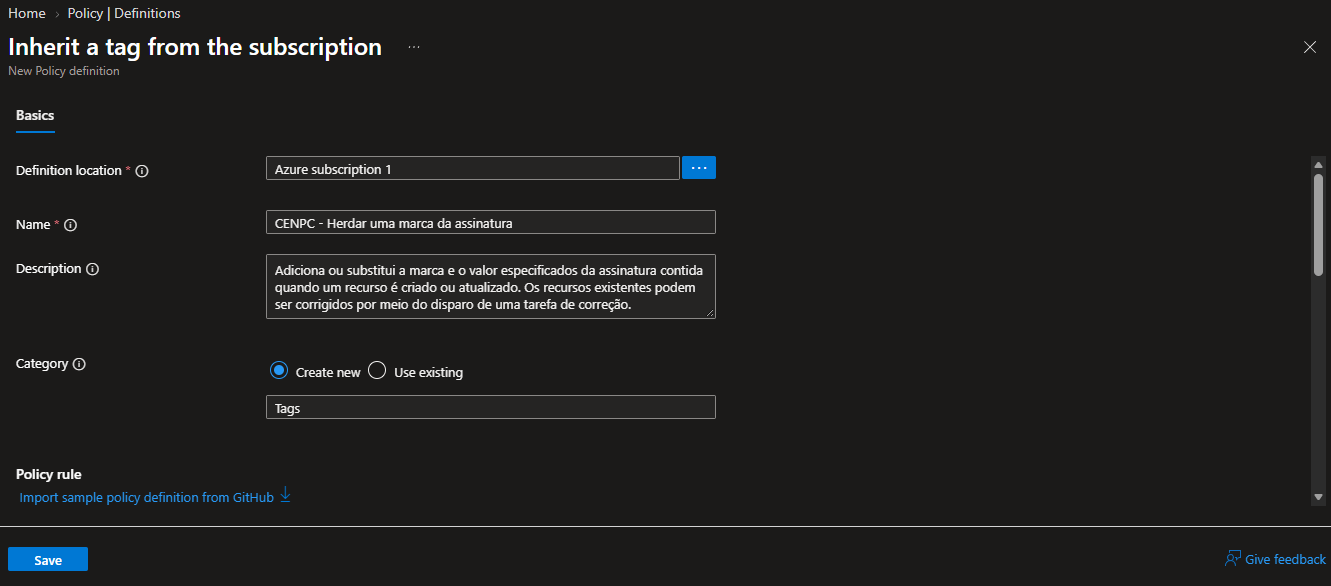 Home > Policy | Definitions
Inherit a tag from the subscription ...
New Policy definition
Basics
Definition location *
Azure subscription 1
...
Name *
CENPC - Herdar uma marca da assinatura
Description
Adiciona ou substitui a marca e o valor especificados da assinatura contida
quando um recurso é criado ou atualizado. Os recursos existentes podem
ser corrigidos por meio do disparo de uma tarefa de correção.
Category
Create new Use existing
Tags
Policy rule
Import sample policy definition from GitHub
Save
Give feedback